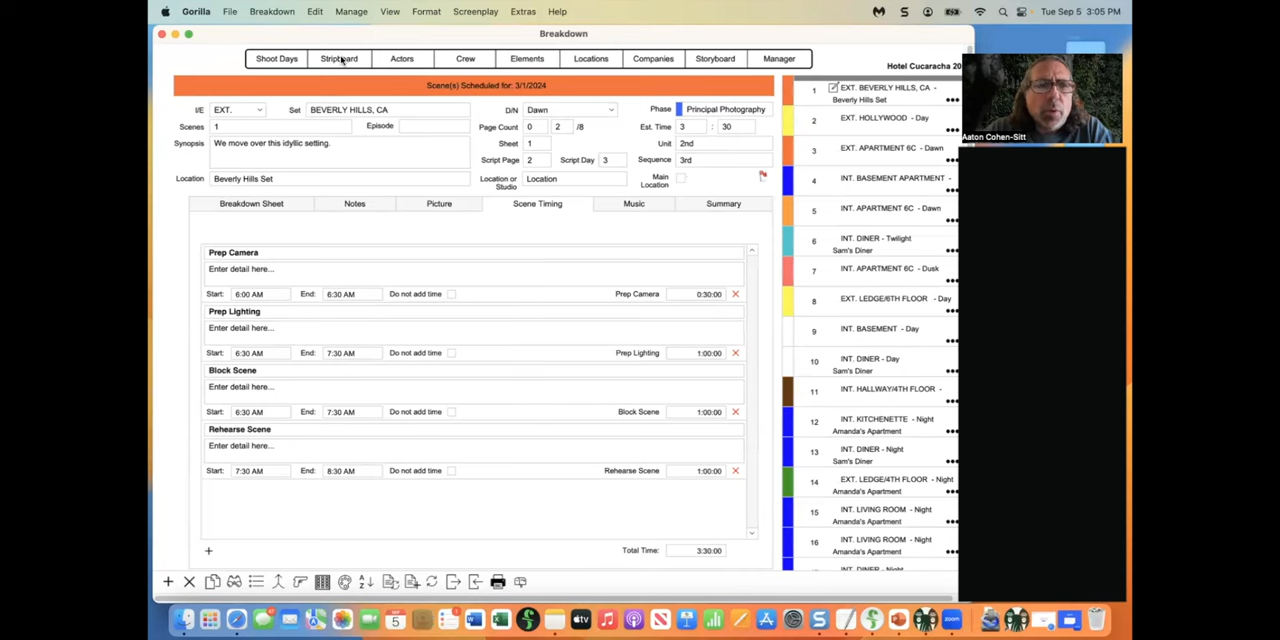 Gorilla File Breakdown Edit Manage View Format Screenplay Extras Help Tue Sep 5 3:05 PM
Breakdown
Shoot Days Stripboard Actors Crew Elements Locations Companies Storyboard Manager
Hotel Cucaracha 20
Scene(s) Scheduled for: 3/1/2024
I/E EXT. Set BEVERLY HILLS, CA D/N Dawn Phase Principal Photography
Scenes 1 Episode Page Count 0 2 /8 Est. Time 3 : 30
Synopsis We move over this idyllic setting. Sheet 1 Unit 2nd
Script Page 2 Script Day 3 Sequence 3rd
Location Beverly Hills Set Location or Studio Location Main Location
Breakdown Sheet Notes Picture Scene Timing Music Summary
Prep Camera
Enter detail here...
Start: 6:00 AM End: 6:30 AM Do not add time Prep Camera 0:30:00
Prep Lighting
Enter detail here...
Start: 6:30 AM End: 7:30 AM Do not add time Prep Lighting 1:00:00
Block Scene
Enter detail here...
Start: 6:30 AM End: 7:30 AM Do not add time Block Scene 1:00:00
Rehearse Scene
Enter detail here...
Start: 7:30 AM End: 8:30 AM Do not add time Rehearse Scene 1:00:00
Total Time: 3:30:00
1 EXT. BEVERLY HILLS, CA -
Beverly Hills Set
2 EXT. HOLLYWOOD - Day
3 EXT. APARTMENT 6C - Dawn
4 INT. BASEMENT APARTMENT -
5 INT. APARTMENT 6C - Dawn
6 INT. DINER - Twilight
Sam's Diner
7 INT. APARTMENT 6C - Dusk
8 EXT. LEDGE/6TH FLOOR - Day
9 INT. BASEMENT - Day
10 INT. DINER - Day
Sam's Diner
11 INT. HALLWAY/4TH FLOOR -
12 INT. KITCHENETTE - Night
Amanda's Apartment
13 INT. DINER - Night
Sam's Diner
14 EXT. LEDGE/4TH FLOOR - Night
Amanda's Apartment
15 INT. LIVING ROOM - Night
Amanda's Apartment
16 INT. LIVING ROOM - Night
Amanda's Apartment
Aaton Cohen-Sitt